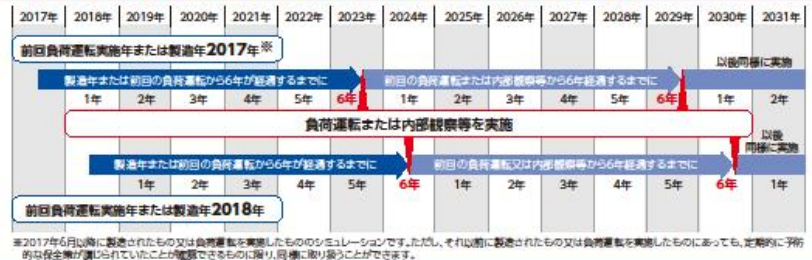 2017年 2018年 2019年 2020年 2021年 2022年 2023年 2024年 2025年 2026年 2027年 2028年 2029年 2030年 2031年
前回負荷運転実施年または製造年2017年※
以後同様に実施
製造年または前回の負荷運転から6年が経過するまでに 前回の負荷運転または内部観察等から6年経過するまでに
1年 2年 3年 4年 5年 6年 1年 2年 3年 4年 5年 6年 1年 2年
負荷運転または内部観察等を実施
以後
同様に実施
製造年または前回の負荷運転から6年が経過するまでに 前回の負荷運転又は内部観察等から6年経過するまでに
1年 2年 3年 4年 5年 6年 1年 2年 3年 4年 5年 6年 1年
前回負荷運転実施年または製造年2018年
※2017年6月以降に製造されたもの又は負荷運転を実施したもののシミュレーションです。ただし、それ以前に製造されたもの又は負荷運転を実施したものにあっても、定期的に予防
的な保全策が講じられていたことが確認できるものに限り、同様に取り扱うことができます。